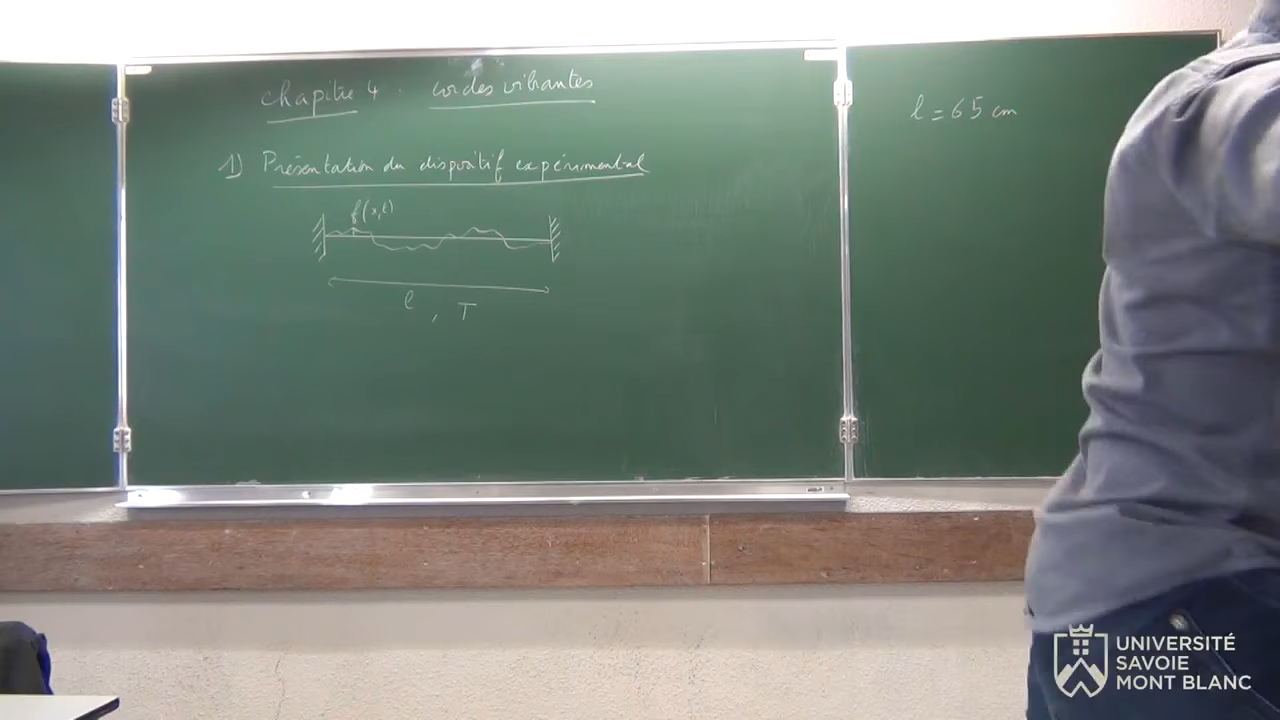 chapitre 4 : cordes vibrantes
1) Présentation du dispositif expérimental
f(x,t)
l , T
l = 65 cm
UNIVERSITÉ
SAVOIE
MONT BLANC